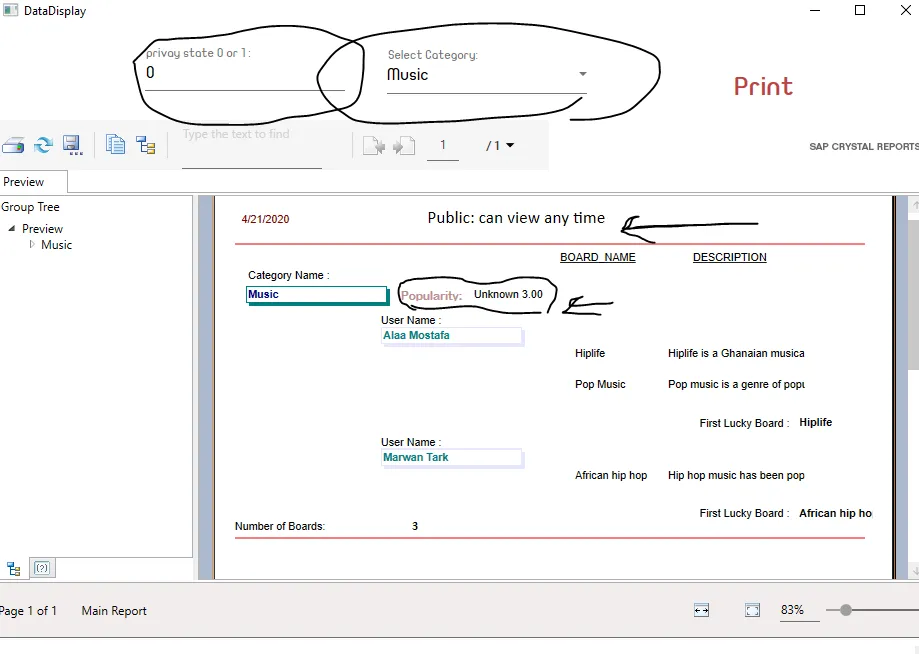 DataDisplay
privay state 0 or 1:
0
Select Category:
Music
Print
Type the text to find
1
/ 1
SAP CRYSTAL REPORTS
Preview
Group Tree
Preview
Music
4/21/2020
Public: can view any time
BOARD_NAME
DESCRIPTION
Category Name :
Music
Popularity: Unknown 3.00
User Name :
Alaa Mostafa
Hiplife
Hiplife is a Ghanaian musica
Pop Music
Pop music is a genre of popu
First Lucky Board : Hiplife
User Name :
Marwan Tark
African hip hop
Hip hop music has been pop
First Lucky Board : African hip ho
Number of Boards: 3
Page 1 of 1
Main Report
83%